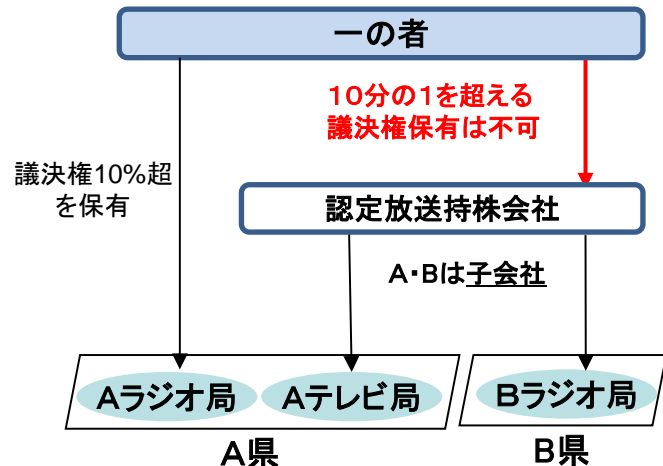 一の者
10分の1を超える
議決権保有は不可
議決権10%超
を保有
認定放送持株会社
A・Bは子会社
Aラジオ局
Aテレビ局
Bラジオ局
A県
B県